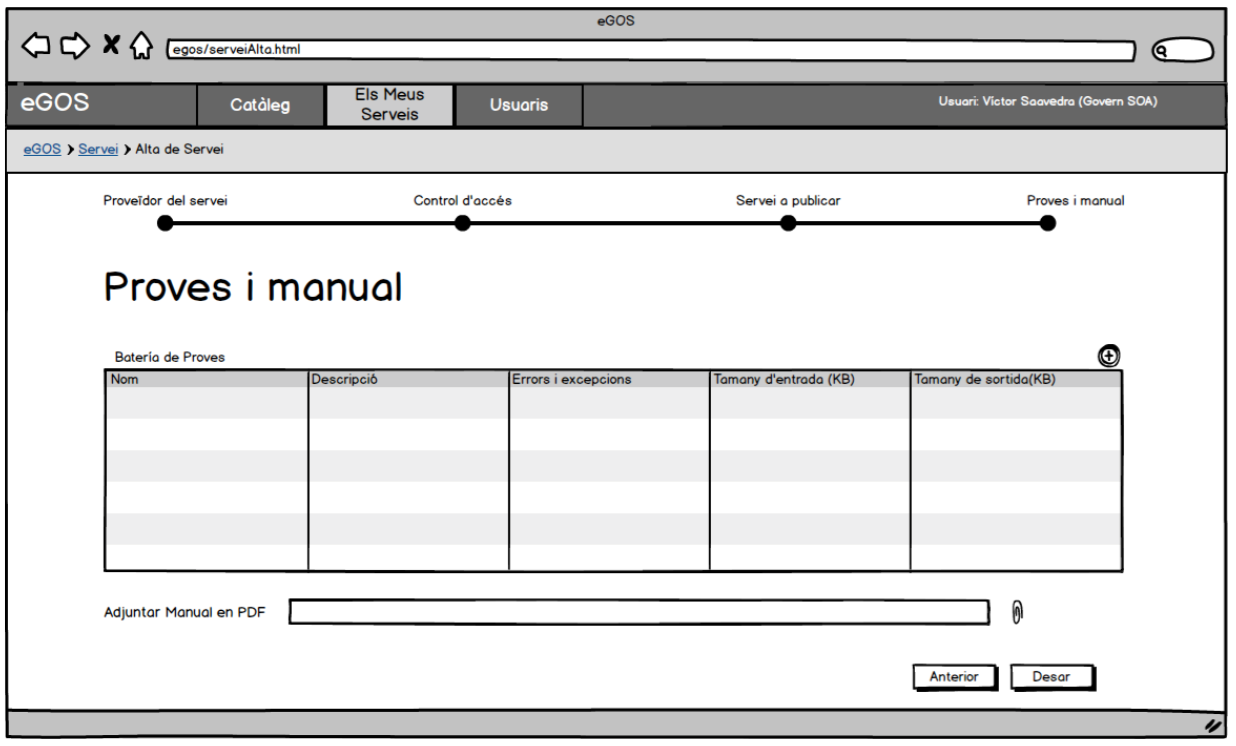 eGOS
egos/serveiAlta.html
eGOS
Catàleg
Els Meus
Serveis
Usuaris
Usuari: Víctor Saavedra (Govern SOA)
eGOS > Servei > Alta de Servei
Proveïdor del servei
Control d'accés
Servei a publicar
Proves i manual
Proves i manual
Batería de Proves
Nom
Descripció
Errors i excepcions
Tamany d'entrada (KB)
Tamany de sortida(KB)
Adjuntar Manual en PDF
Anterior
Desar